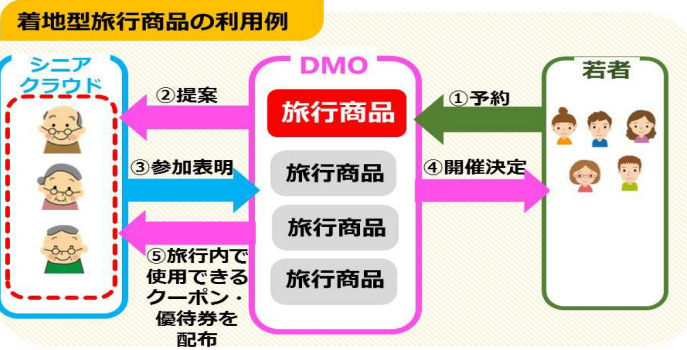 着地型旅行商品の利用例
シニア
クラウド
DMO
若者
②提案
旅行商品
①予約
③参加表明
旅行商品
④開催決定
旅行商品
⑤旅行内で
使用できる
クーポン・
優待券を
配布
旅行商品